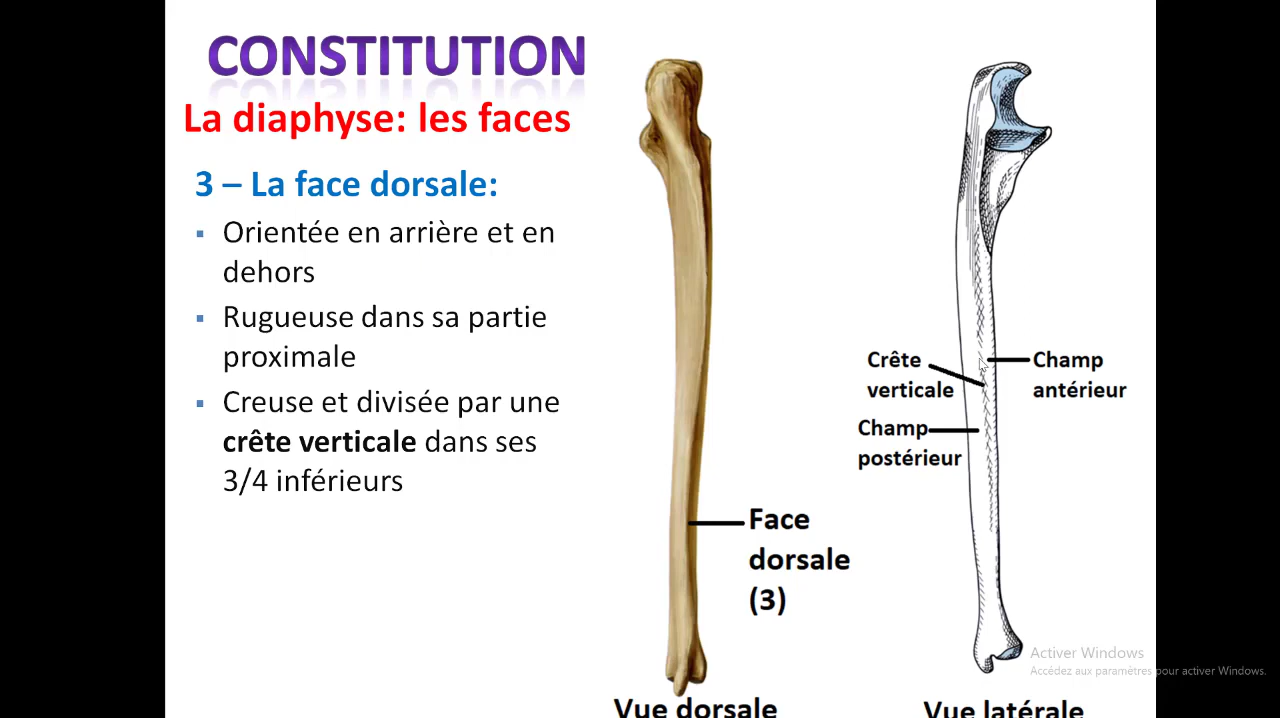 CONSTITUTION
La diaphyse: les faces
3 – La face dorsale:
▪ Orientée en arrière et en
dehors
▪ Rugueuse dans sa partie
proximale
▪ Creuse et divisée par une
crête verticale dans ses
3/4 inférieurs
Face
dorsale
(3)
Vue dorsale
Crête
verticale
Champ
postérieur
Champ
antérieur
Vue latérale
Activer Windows
Accédez aux paramètres pour activer Windows.